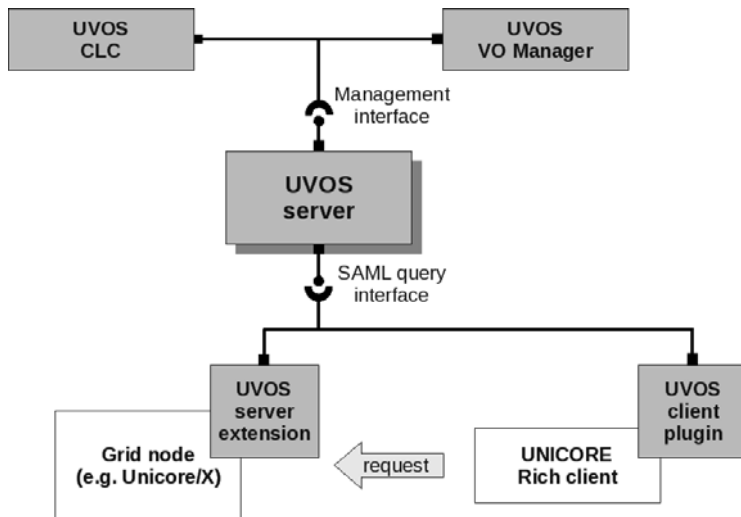 UVOS
CLC
UVOS
VO Manager
Management
interface
UVOS
server
SAML query
interface
UVOS
server
extension
UVOS
client
plugin
Grid node
(e.g. Unicore/X)
request
UNICORE
Rich client